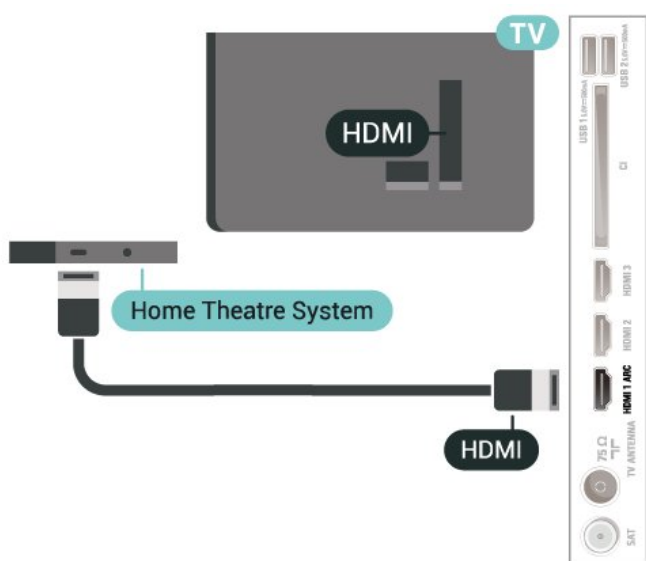 TV
HDMI
Home Theatre System
HDMI
USB 2
USB 1
CI
HDMI 3
HDMI 2
HDMI 1 ARC
75 Ω
TV ANTENNA
SAT